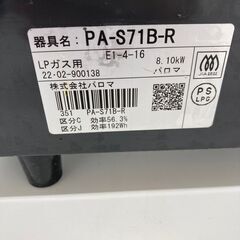 器具名: PA-S71B-R
E1-4-16
LPガス用 8.10kW
22.02-900138 パロマ
株式会社パロマ
JIA
PS
LPG
351 PA-S71B-R
区分C 効率56.3%
区分J 効率192Wh